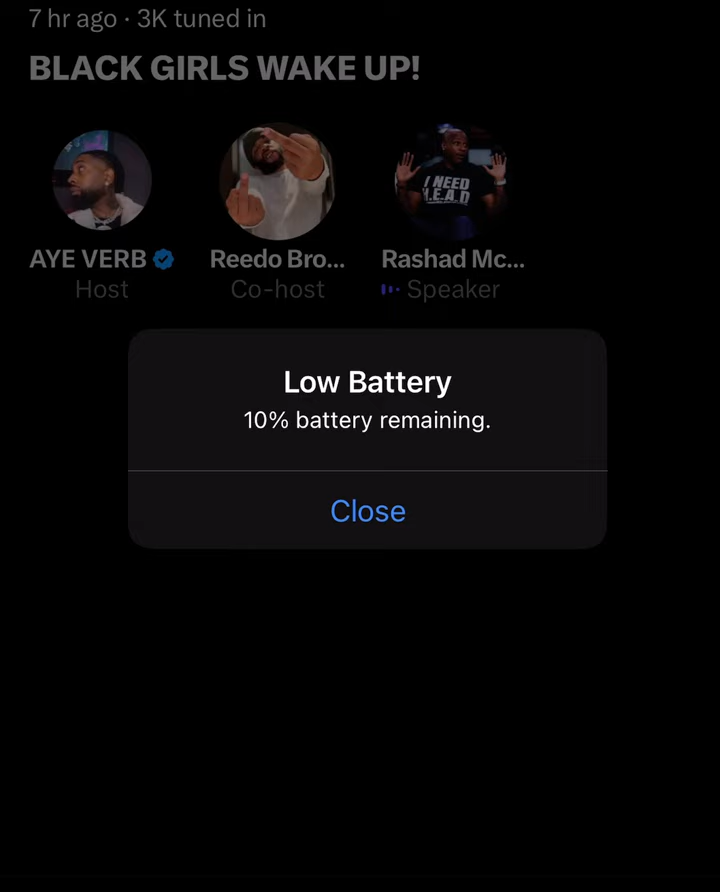 7 hr ago · 3K tuned in
BLACK GIRLS WAKE UP!
I NEED
L.E.A.D
AYE VERB Reedo Bro... Rashad Mc...
Host Co-host Speaker
Low Battery
10% battery remaining.
Close